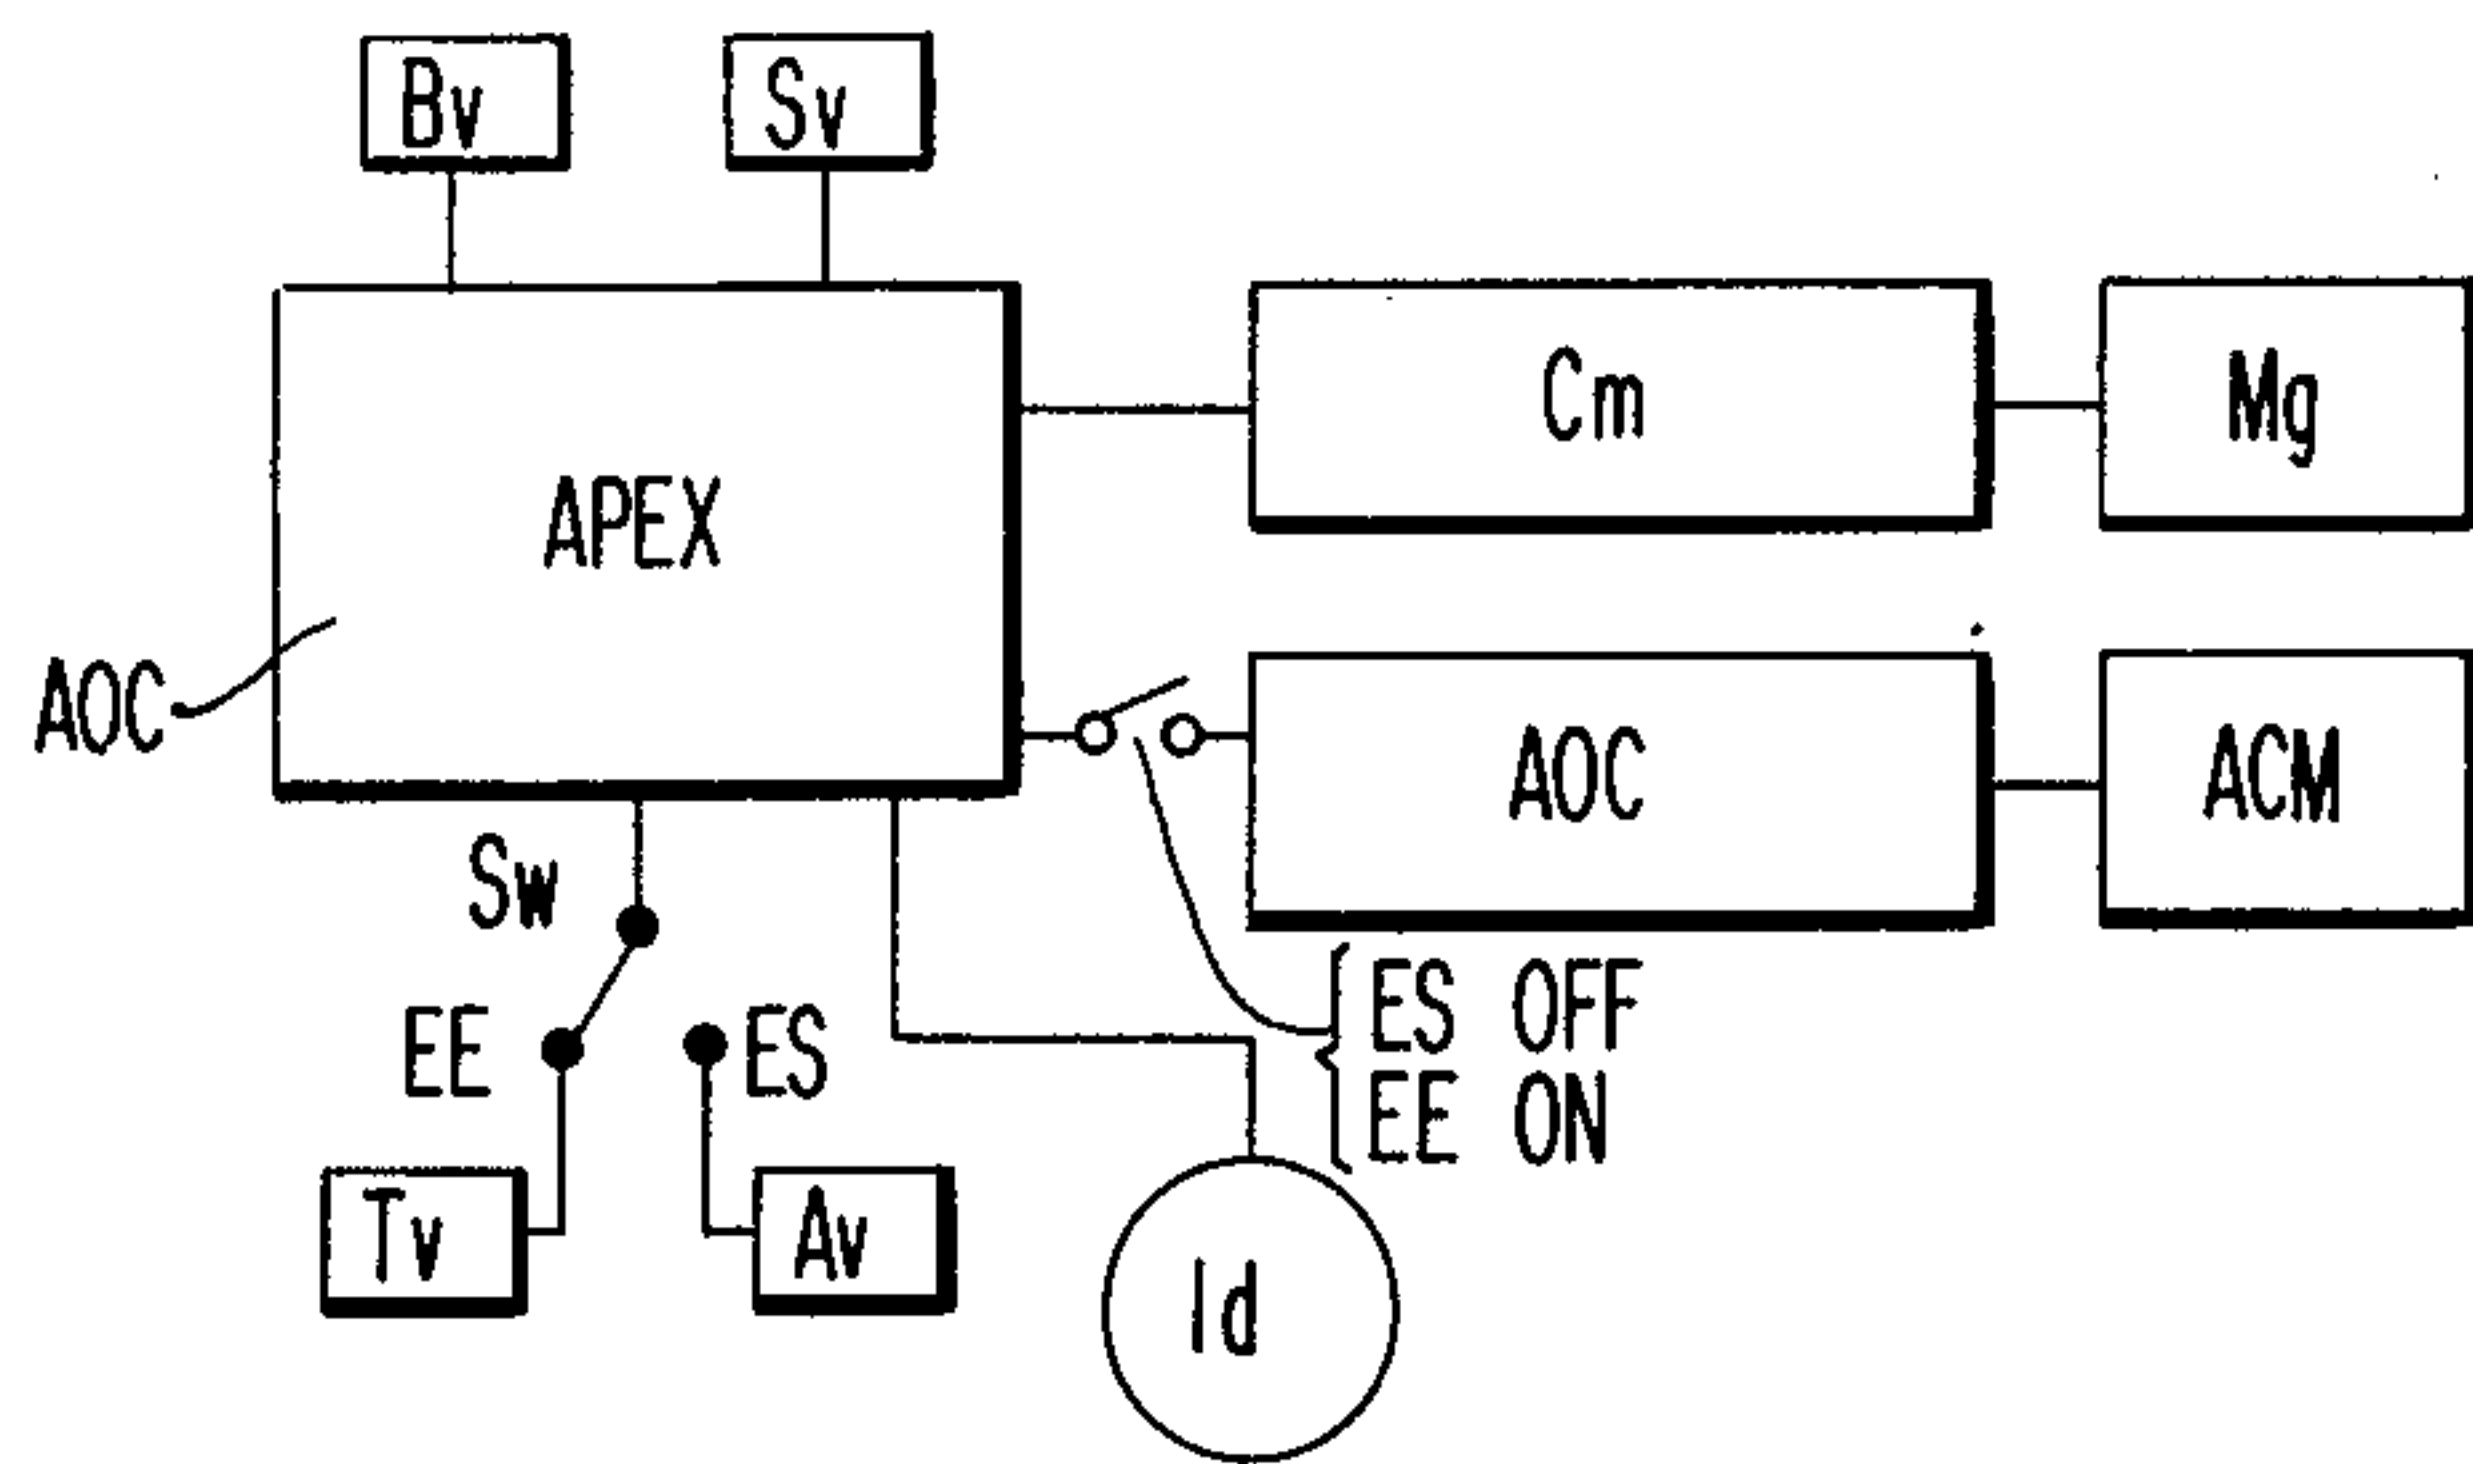 Bv
Sv
APEX
Cm
Mg
AOC
AOC
ACM
Sw
EE
ES
ES OFF
EE ON
Tv
Av
Id